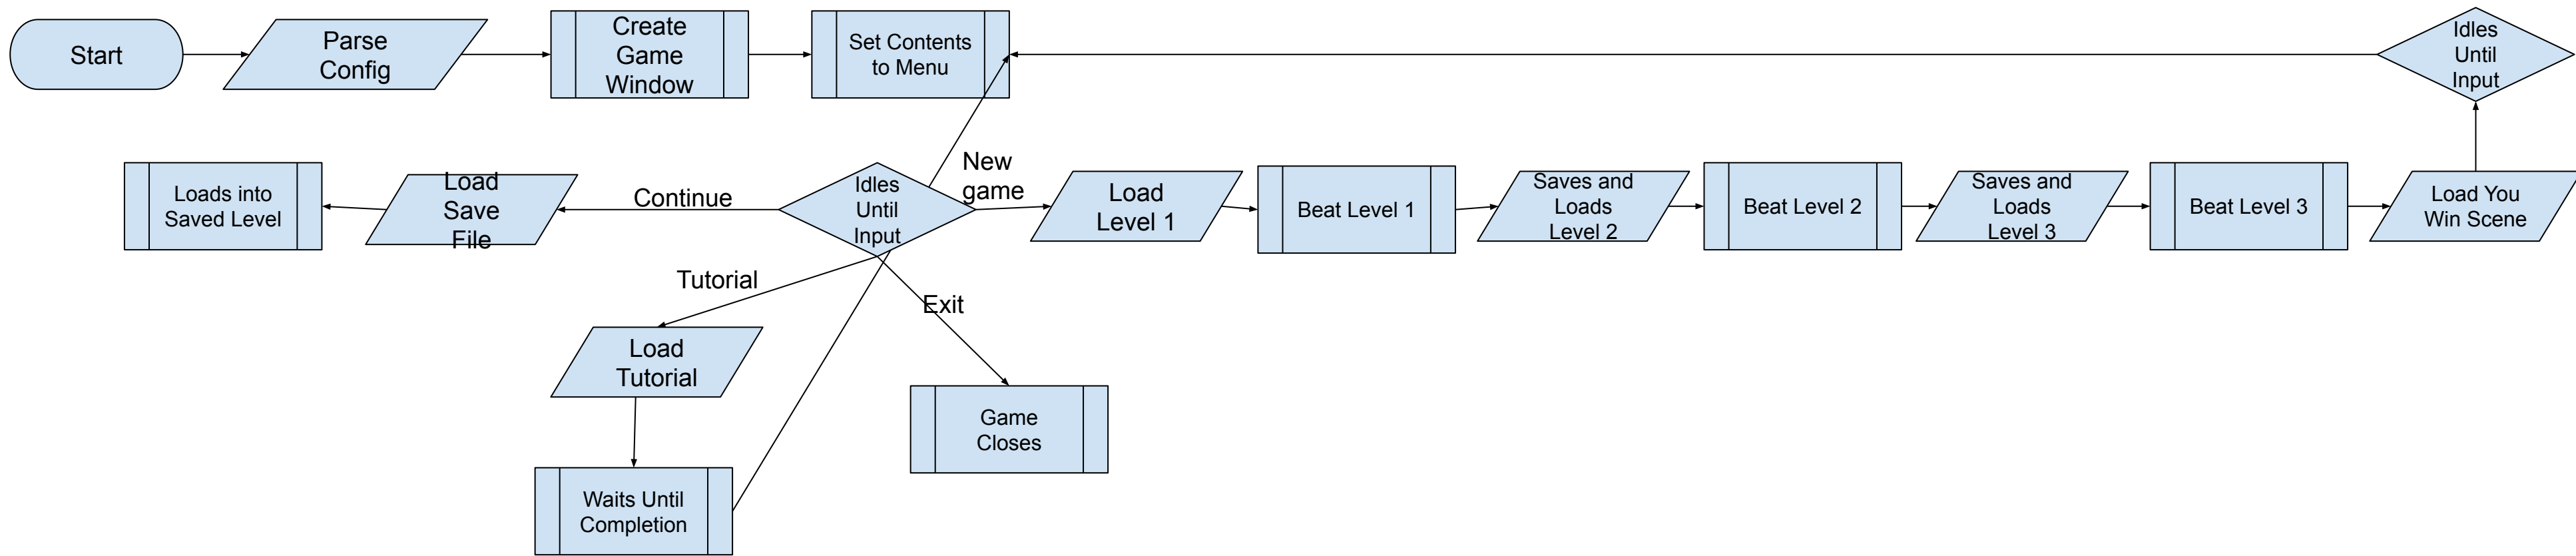 Start
Parse
Config
Create
Game
Window
Set Contents
to Menu
Idles
Until
Input
Loads into
Saved Level
Load
Save
File
Continue
Idles
Until
Input
New
game
Load
Level 1
Beat Level 1
Saves and
Loads
Level 2
Beat Level 2
Saves and
Loads
Level 3
Beat Level 3
Load You
Win Scene
Tutorial
Exit
Load
Tutorial
Game
Closes
Waits Until
Completion